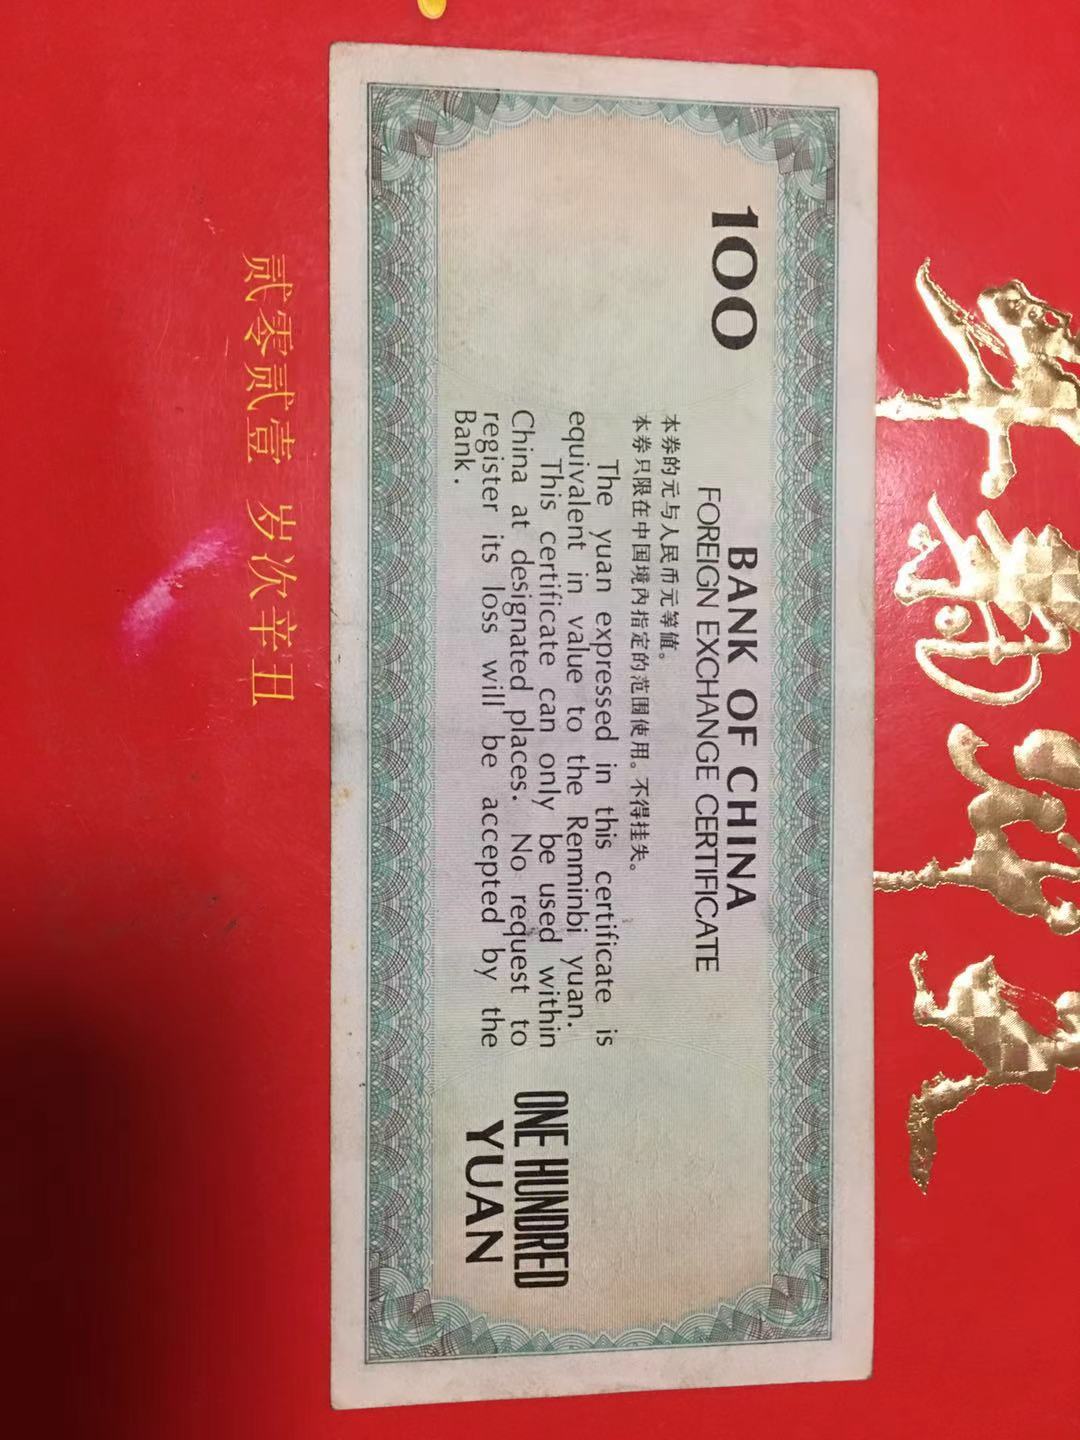 100
BANK OF CHINA
FOREIGN EXCHANGE CERTIFICATE
本券的元与人民币元等值。
本券只限在中国境内指定的范围使用。不得挂失。
The yuan expressed in this certificate is
equivalent in value to the Renminbi yuan.
This certificate can only be used within
China at designated places. No request to
register its loss will be accepted by the
Bank.
ONE HUNDRED
YUAN
贰零贰壹 岁次辛丑